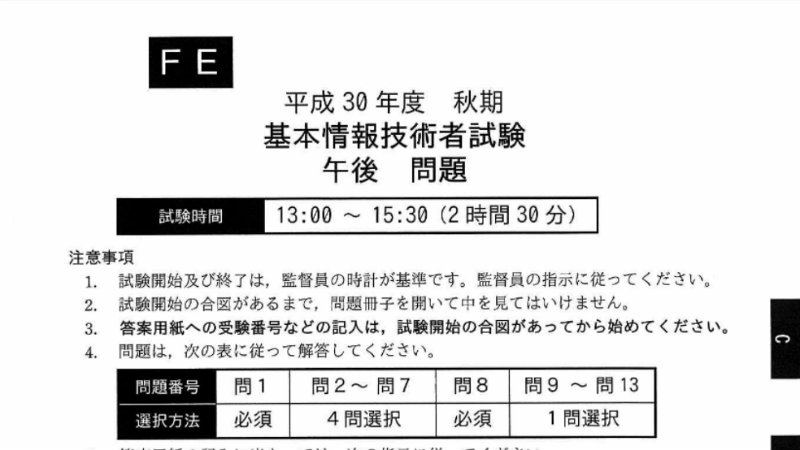 FE
平成30年度 秋期
基本情報技術者試験
午後 問題
試験時間 13:00 ～ 15:30（2時間30分）
注意事項
1. 試験開始及び終了は，監督員の時計が基準です。監督員の指示に従ってください。
2. 試験開始の合図があるまで，問題冊子を開いて中を見てはいけません。
3. 答案用紙への受験番号などの記入は，試験開始の合図があってから始めてください。
4. 問題は，次の表に従って解答してください。
C
問題番号 問1 問2～問7 問8 問9 ～ 問13
選択方法 必須 4問選択 必須 1問選択